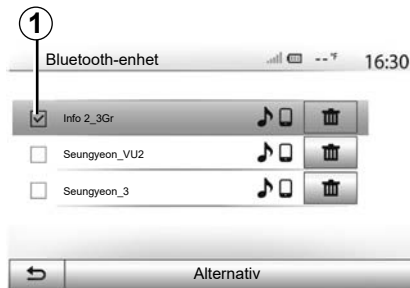 1
Bluetooth-enhet --°F 16:30
Info 2_3Gr
Seungyeon_VU2
Seungyeon_3
Alternativ